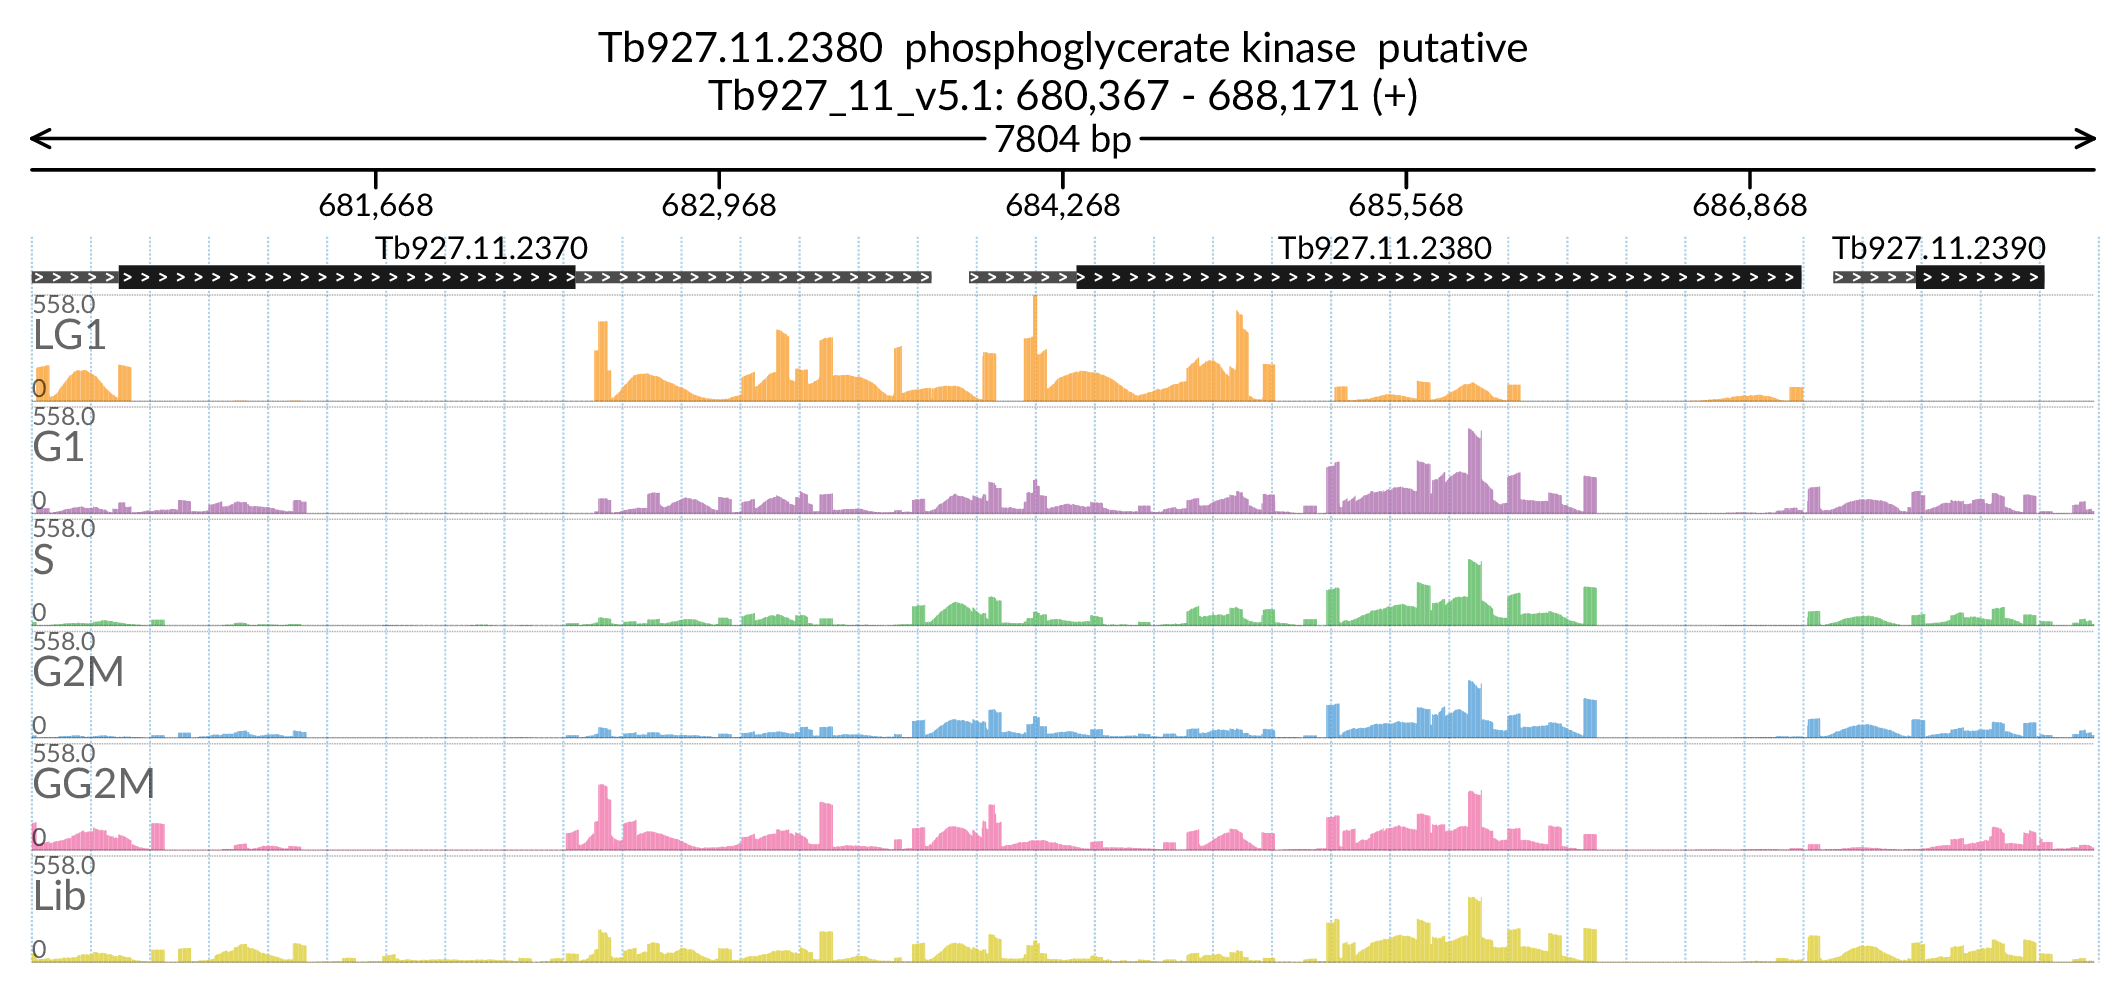 Tb927.11.2380 phosphoglycerate kinase putative
Tb927_11_v5.1: 680,367 - 688,171 (+)
7804 bp
681,668 682,968 684,268 685,568 686,868
Tb927.11.2370 Tb927.11.2380 Tb927.11.2390
558.0
LG1
0
558.0
G1
0
558.0
S
0
558.0
G2M
0
558.0
GG2M
0
558.0
Lib
0